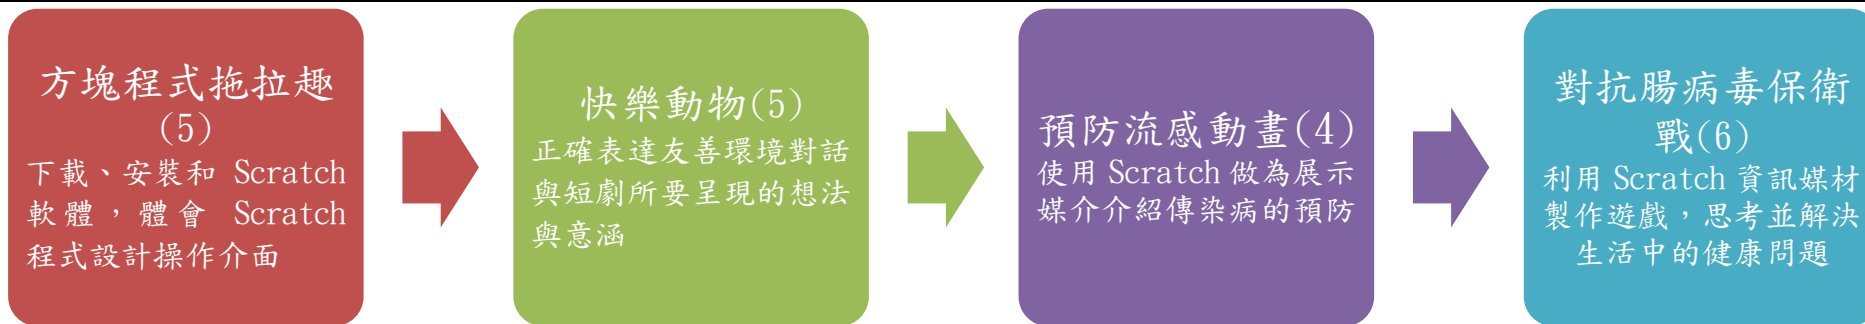 方塊程式拖拉趣
(5)
下載、安裝和 Scratch
軟體，體會 Scratch
程式設計操作介面
快樂動物(5)
正確表達友善環境對話
與短劇所要呈現的想法
與意涵
預防流感動畫(4)
使用 Scratch 做為展示
媒介介紹傳染病的預防
對抗腸病毒保衛
戰(6)
利用 Scratch 資訊媒材
製作遊戲，思考並解決
生活中的健康問題